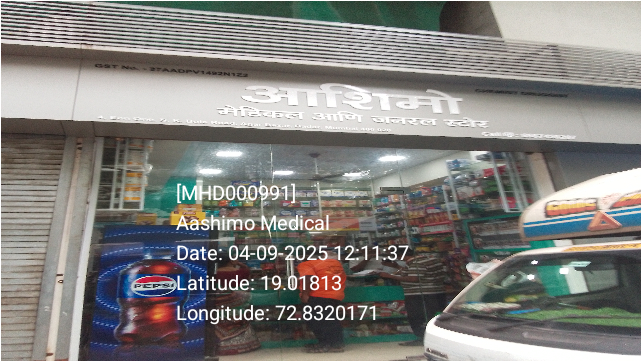 GST No. - 27AADPV1492N1Z2
आशिमो
मेडिकल आणि जनरल स्टोर
[MHD000991]
Aashimo Medical
Date: 04-09-2025 12:11:37
Latitude: 19.01813
Longitude: 72.8320171
PEPSI